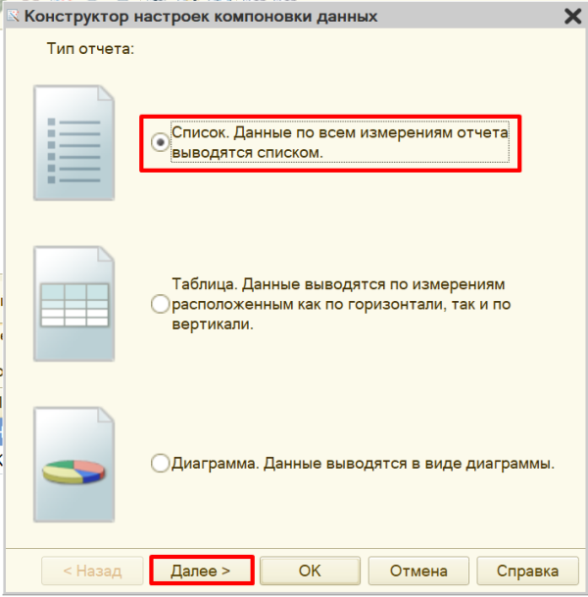 Конструктор настроек компоновки данных
Тип отчета:
Список. Данные по всем измерениям отчета
выводятся списком.
Таблица. Данные выводятся по измерениям
расположенным как по горизонтали, так и по
вертикали.
Диаграмма. Данные выводятся в виде диаграммы.
< Назад
Далее >
ОК
Отмена
Справка